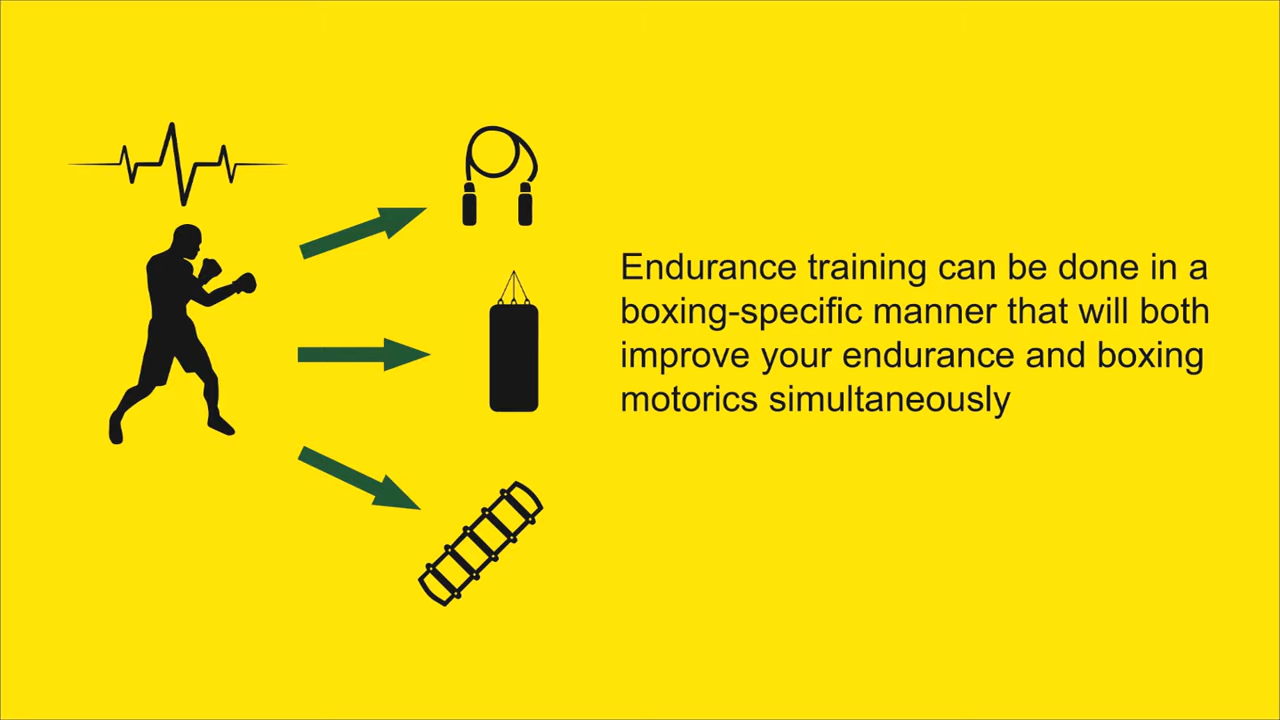 Endurance training can be done in a
boxing-specific manner that will both
improve your endurance and boxing
motorics simultaneously